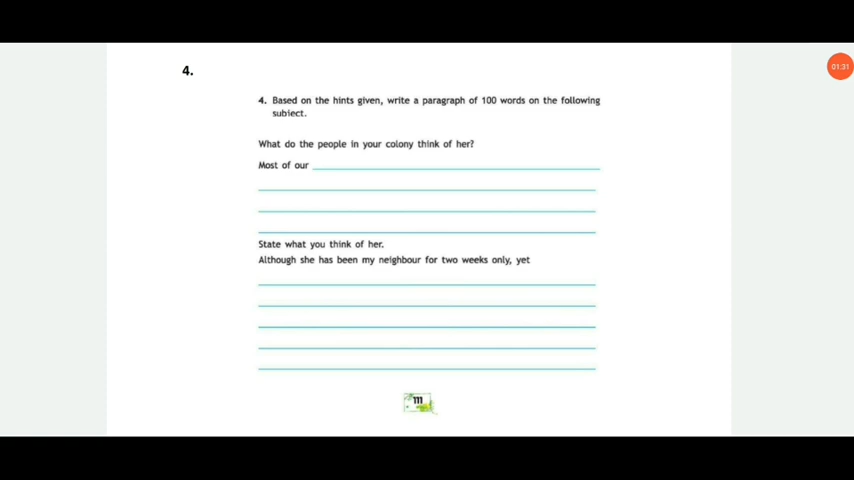 4.
01:31
4. Based on the hints given, write a paragraph of 100 words on the following
subject.
What do the people in your colony think of her?
Most of our
State what you think of her.
Although she has been my neighbour for two weeks only, yet
111